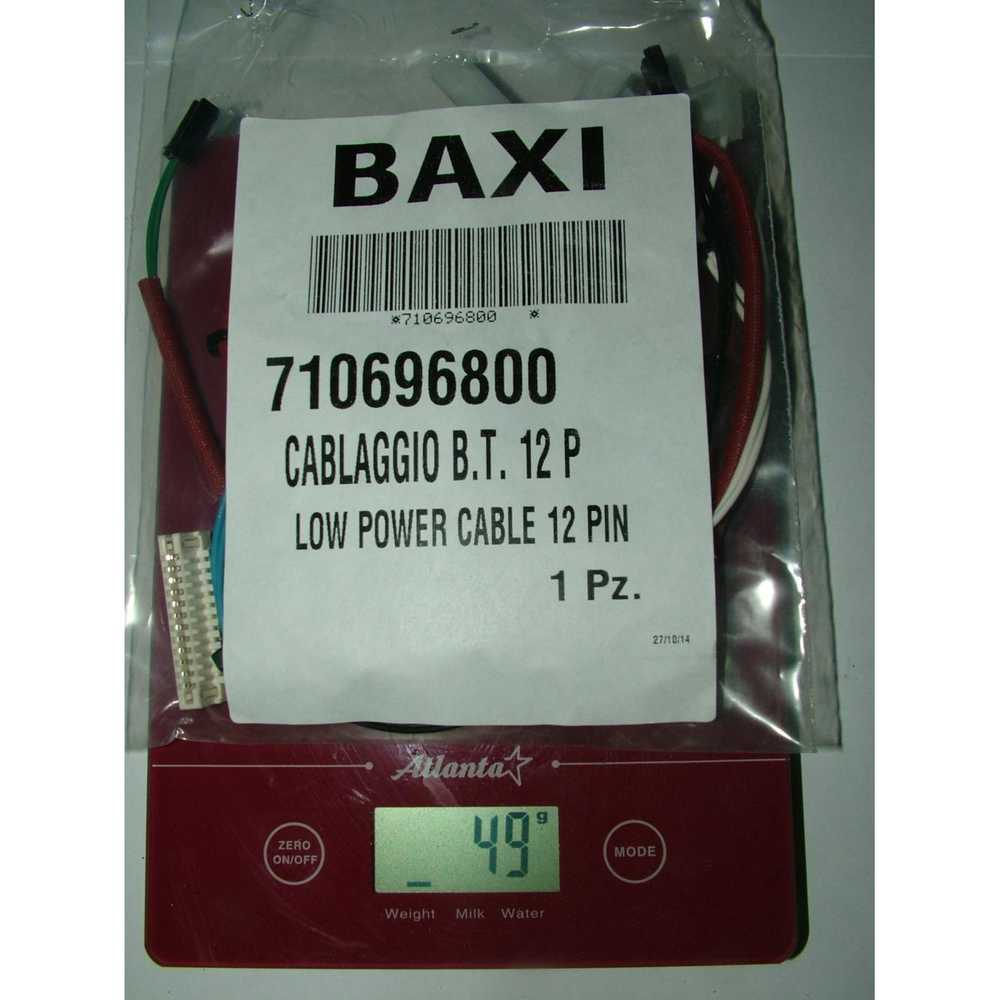 BAXI
*710696800 *
710696800
CABLAGGIO B.T. 12 P
LOW POWER CABLE 12 PIN
1 Pz.
27/10/14
Atlanta
ZERO
ON/OFF
49 g
MODE
Weight Milk Water